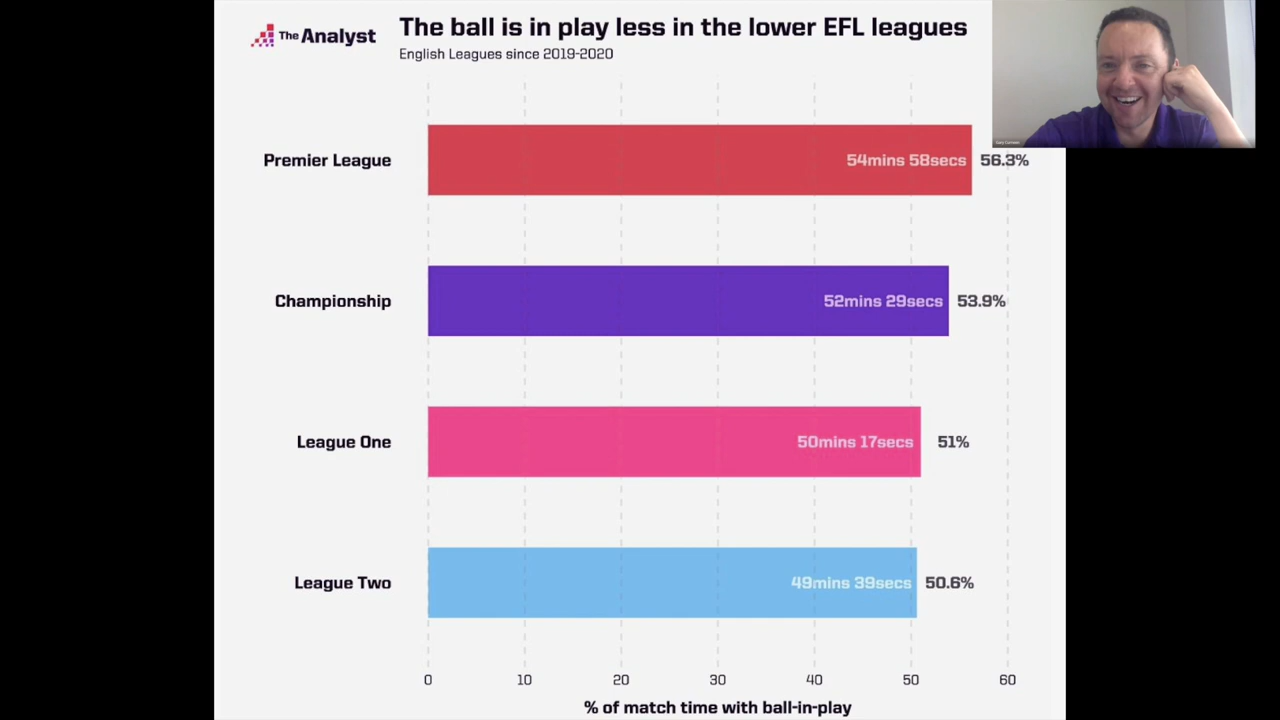 The Analyst
The ball is in play less in the lower EFL leagues
English Leagues since 2019-2020
Premier League
54mins 58secs
56.3%
Championship
52mins 29secs
53.9%
League One
50mins 17secs
51%
League Two
49mins 39secs
50.6%
0 10 20 30 40 50 60
% of match time with ball-in-play